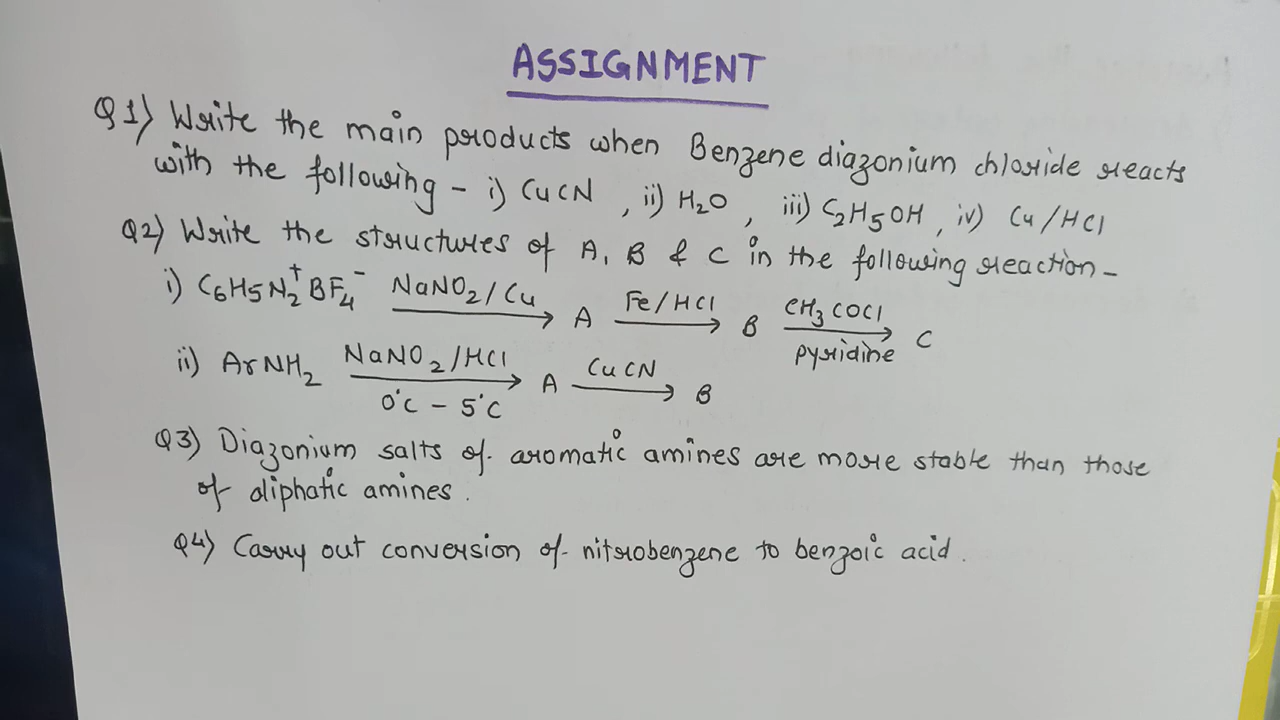 ASSIGNMENT
Q1) Write the main products when Benzene diazonium chloride reacts
with the following - i) CuCN , ii) H₂O , iii) C₂H₅OH , iv) Cu/HCl
Q2) Write the structures of A, B & C in the following reaction -
i) C₆H₅N₂⁺BF₄⁻ NaNO₂/Cu → A Fe/HCl → B CH₃COCl → pyridine C
ii) ArNH₂ NaNO₂/HCl → 0°C - 5°C A CuCN → B
Q3) Diazonium salts of aromatic amines are more stable than those
of aliphatic amines.
Q4) Carry out conversion of nitrobenzene to benzoic acid.